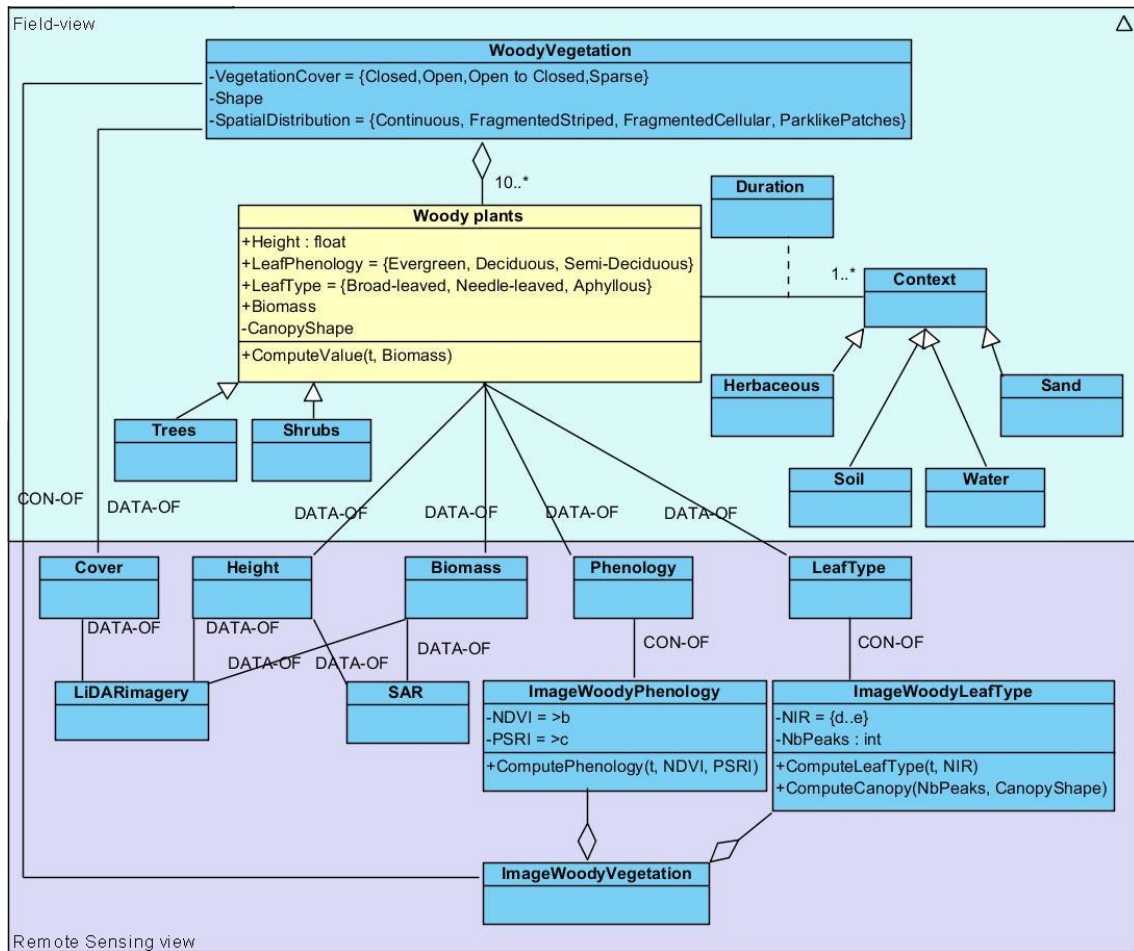 Field-view
WoodyVegetation
-VegetationCover = {Closed,Open,Open to Closed,Sparse}
-Shape
-SpatialDistribution = {Continuous, FragmentedStriped, FragmentedCellular, ParklikePatches}
10..*
Duration
Woody plants
+Height : float
+LeafPhenology = {Evergreen, Deciduous, Semi-Deciduous}
+LeafType = {Broad-leaved, Needle-leaved, Aphyllous}
+Biomass
-CanopyShape
+ComputeValue(t, Biomass)
1..*
Context
Herbaceous
Sand
Trees
Shrubs
Soil
Water
CON-OF
DATA-OF
DATA-OF
DATA-OF
DATA-OF
DATA-OF
Cover
Height
Biomass
Phenology
LeafType
DATA-OF
DATA-OF
DATA-OF
DATA-OF
DATA-OF
CON-OF
CON-OF
LiDARimagery
SAR
ImageWoodyPhenology
-NDVI = >b
-PSRI = >c
+ComputePhenology(t, NDVI, PSRI)
ImageWoodyLeafType
-NIR = {d..e}
-NbPeaks : int
+ComputeLeafType(t, NIR)
+ComputeCanopy(NbPeaks, CanopyShape)
ImageWoodyVegetation
Remote Sensing view